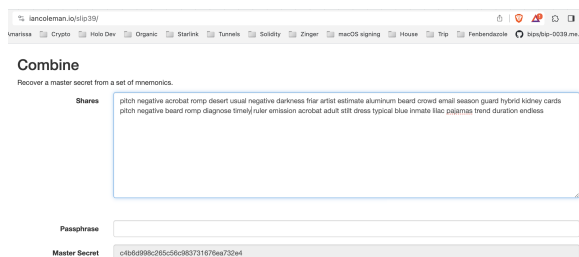 iancoleman.io/slip39/
Amarissa Crypto Holo Dev Organic Starlink Tunnels Solidity Zinger macOS signing House Trip Fenbendazole bips/bip-0039.me
Combine
Recover a master secret from a set of mnemonics.
Shares
pitch negative acrobat romp desert usual negative darkness friar artist estimate aluminum beard crowd email season guard hybrid kidney cards
pitch negative beard romp diagnose timely ruler emission acrobat adult stilt dress typical blue inmate lilac pajamas trend duration endless
Passphrase
Master Secret
c4b6d998c265c56c983731676ea732e4